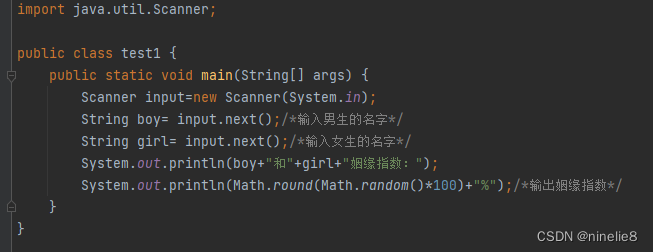 import java.util.Scanner;
public class test1 {
public static void main(String[] args) {
Scanner input=new Scanner(System.in);
String boy= input.next();/*输入男生的名字*/
String girl= input.next();/*输入女生的名字*/
System.out.println(boy+"和"+girl+"姻缘指数：");
System.out.println(Math.round(Math.random()*100)+"%");/*输出姻缘指数*/
}
}
CSDN @ninelie8